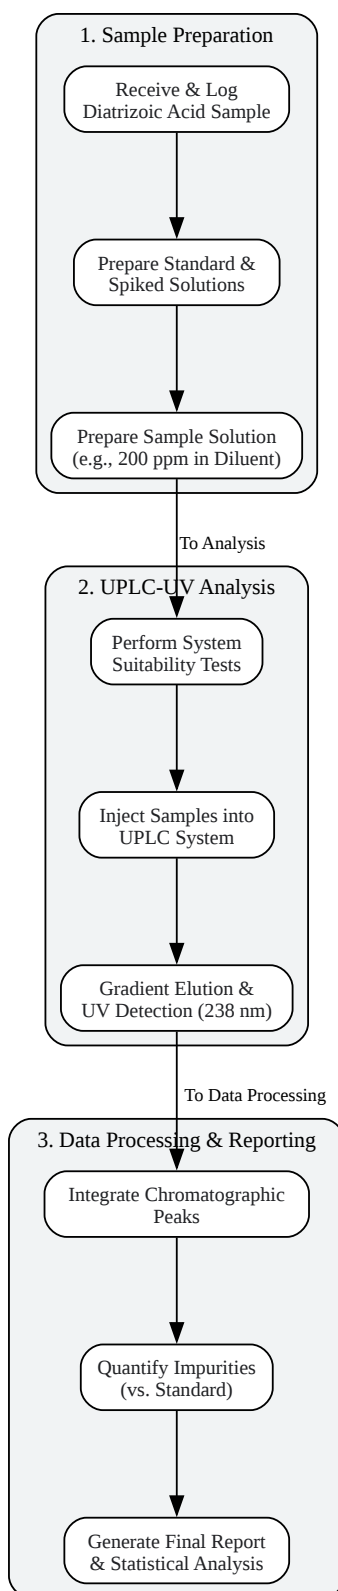 1. Sample Preparation
Receive & Log
Diatrizoic Acid Sample
Prepare Standard &
Spiked Solutions
Prepare Sample Solution
(e.g., 200 ppm in Diluent)
To Analysis
2. UPLC-UV Analysis
Perform System
Suitability Tests
Inject Samples into
UPLC System
Gradient Elution &
UV Detection (238 nm)
To Data Processing
3. Data Processing & Reporting
Integrate Chromatographic
Peaks
Quantify Impurities
(vs. Standard)
Generate Final Report
& Statistical Analysis